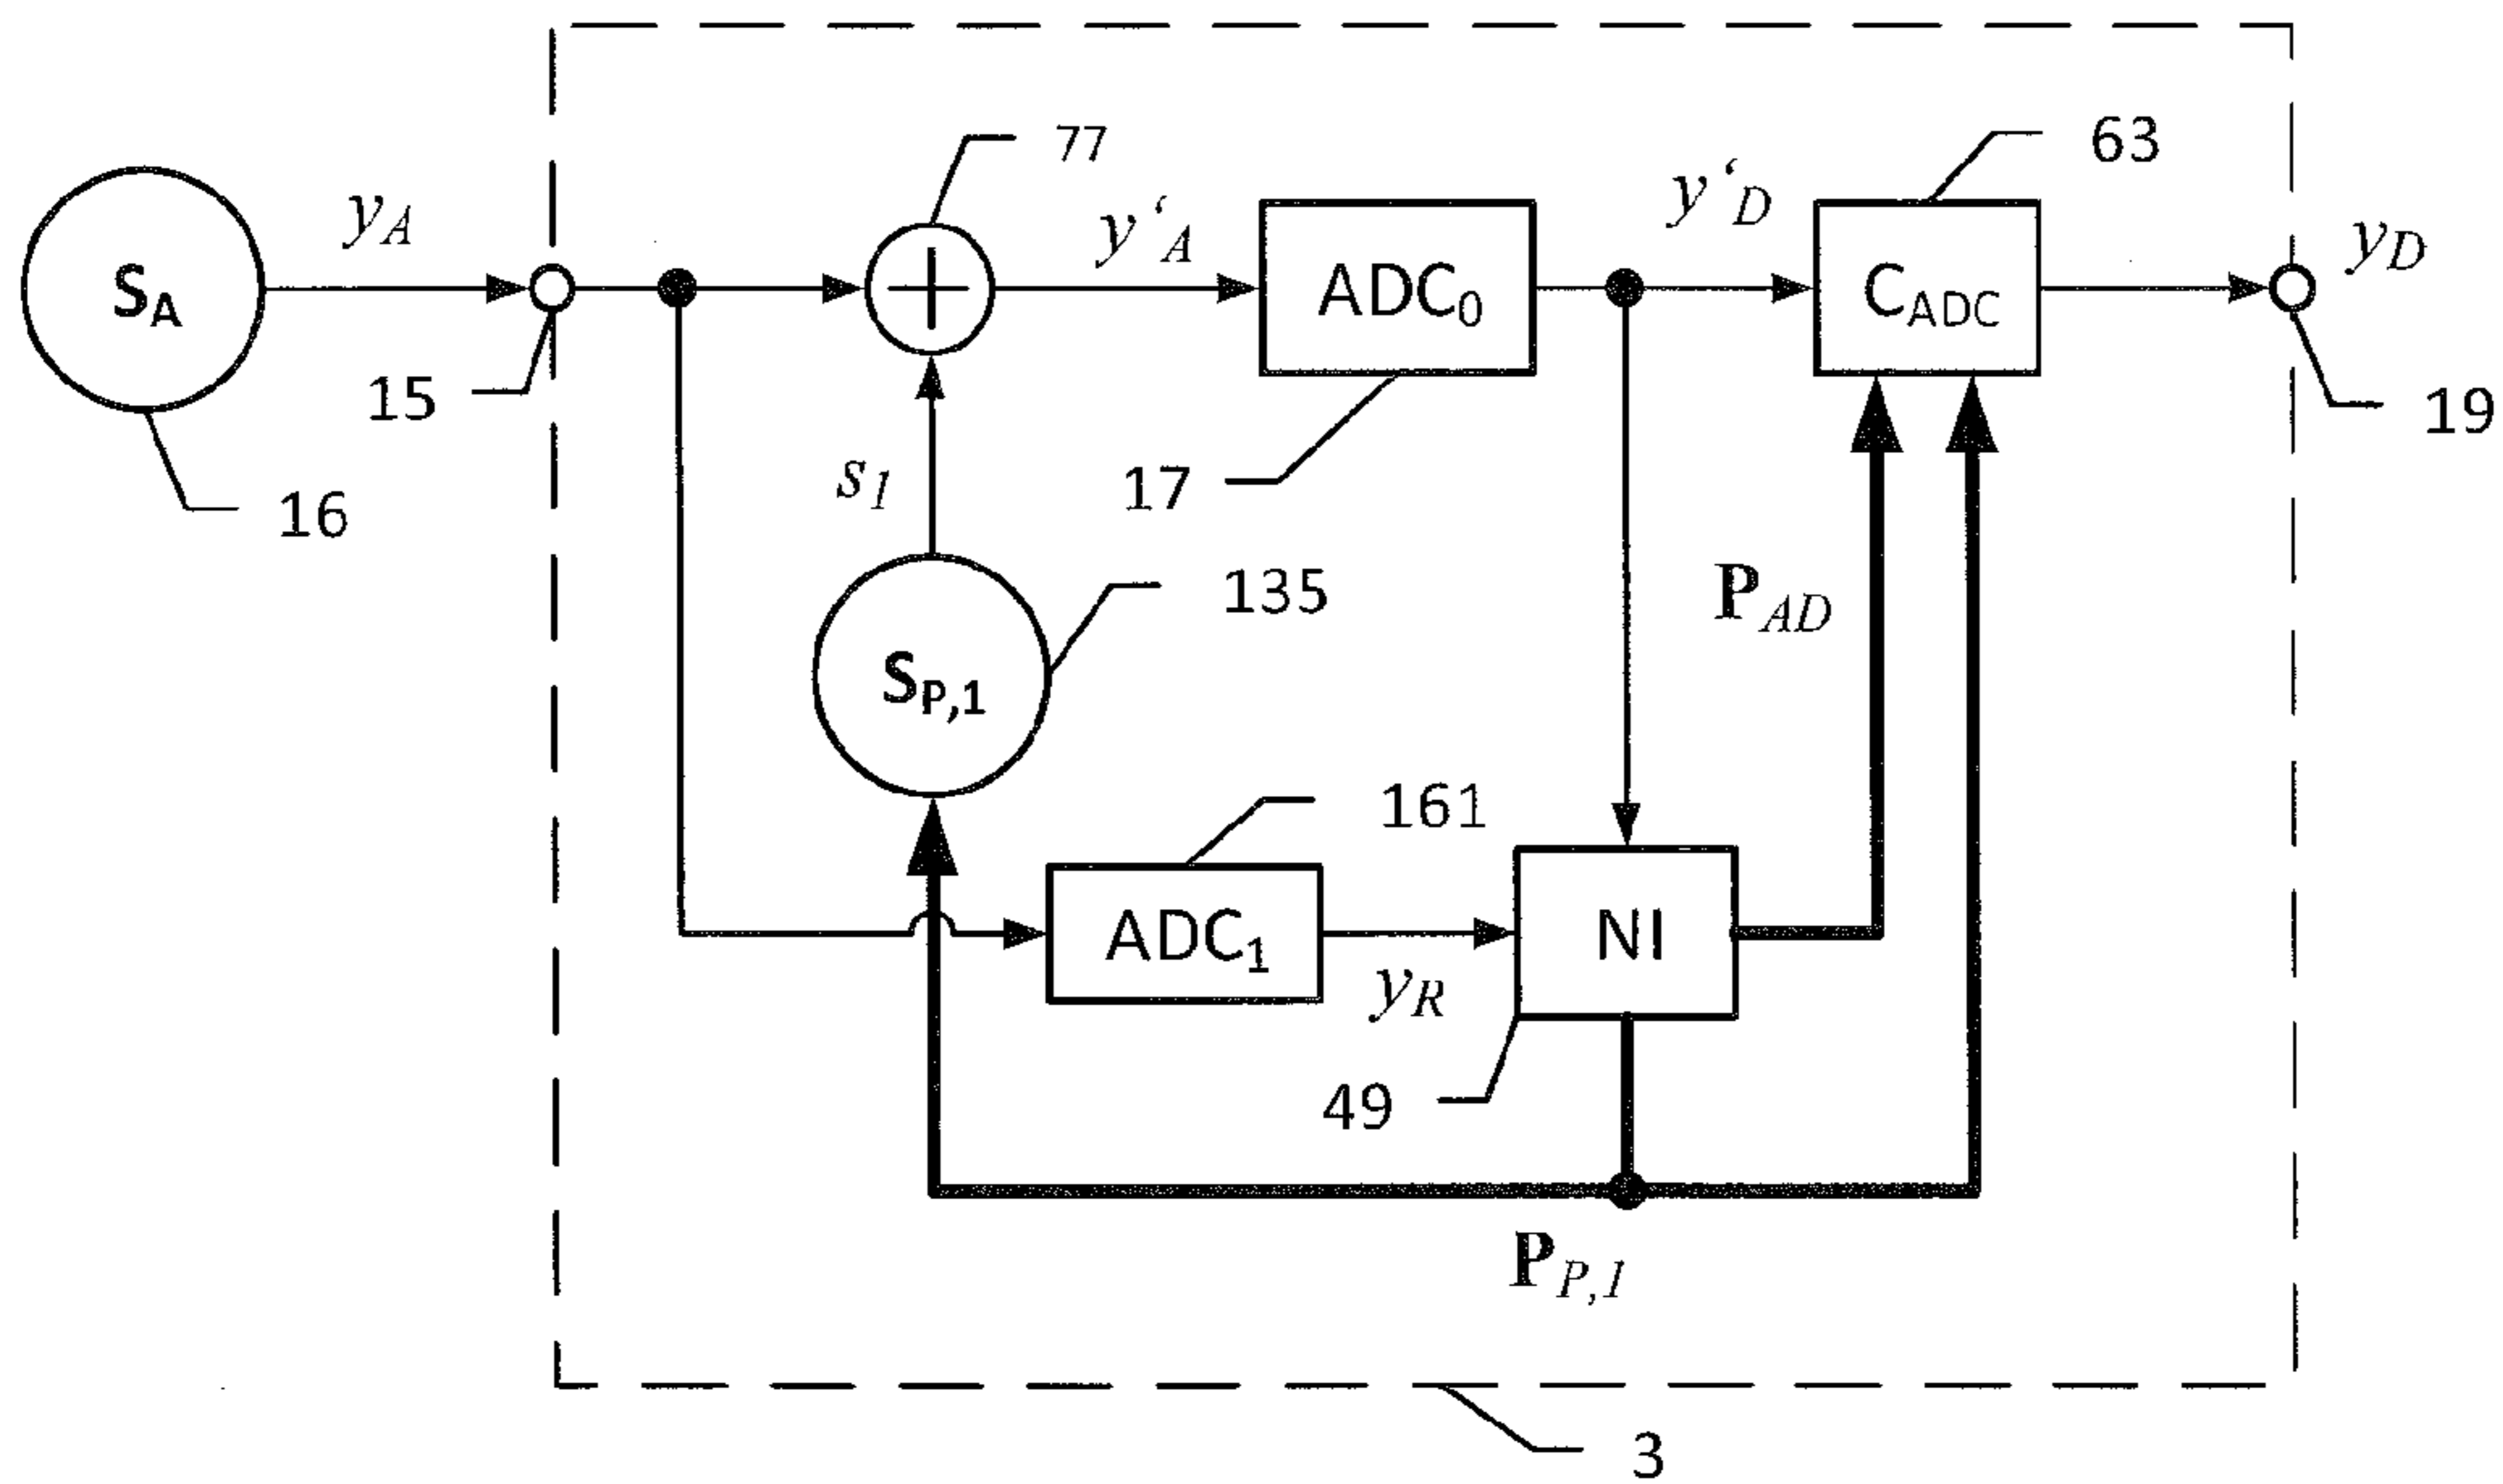 77
63
y'D
yA
y'A
yD
SA
ADC0
CADC
15
19
s1
17
16
135
PAD
SP,1
161
ADC1
NI
yR
49
PP,1
3